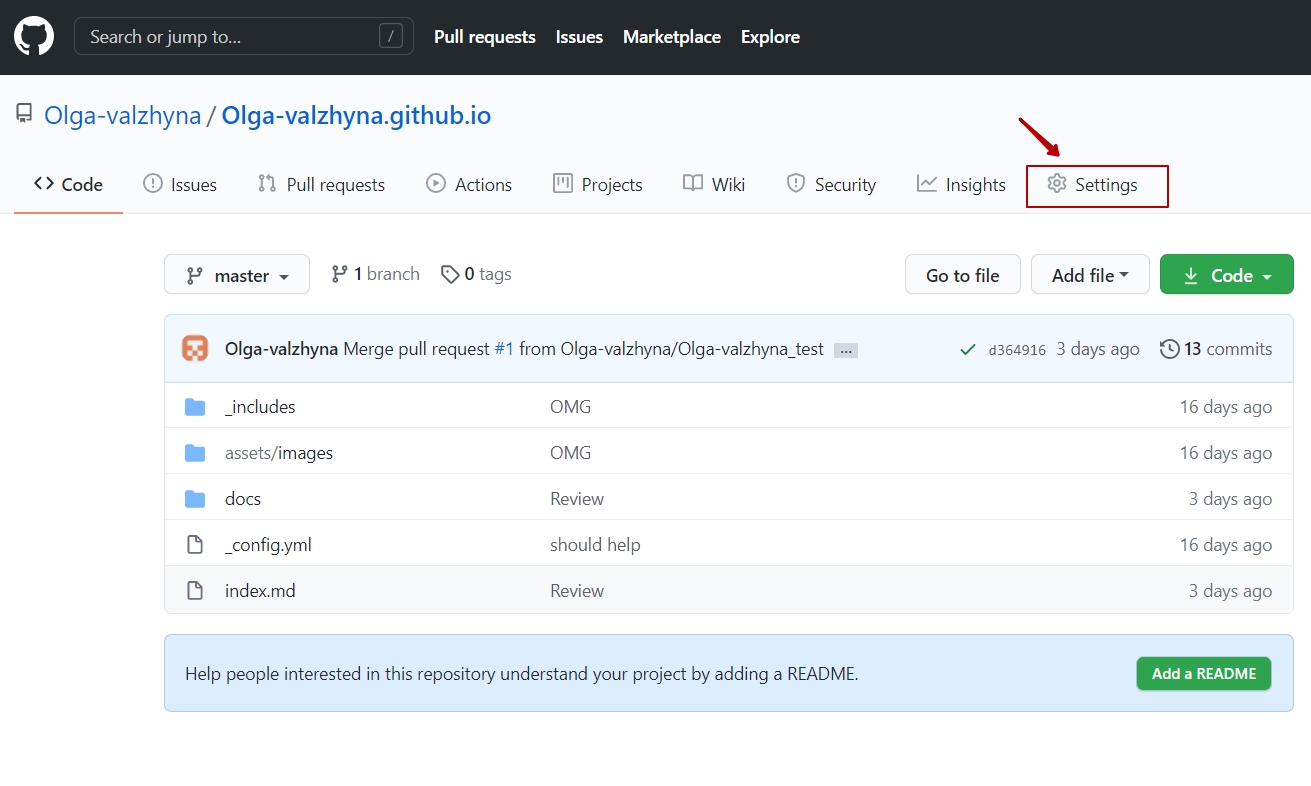 Search or jump to... /
Pull requests Issues Marketplace Explore
Olga-valzhyna / Olga-valzhyna.github.io
Code Issues Pull requests Actions Projects Wiki Security Insights Settings
master 1 branch 0 tags Go to file Add file Code
Olga-valzhyna Merge pull request #1 from Olga-valzhyna/Olga-valzhyna_test ... d364916 3 days ago 13 commits
_includes OMG 16 days ago
assets/images OMG 16 days ago
docs Review 3 days ago
_config.yml should help 16 days ago
index.md Review 3 days ago
Help people interested in this repository understand your project by adding a README. Add a README